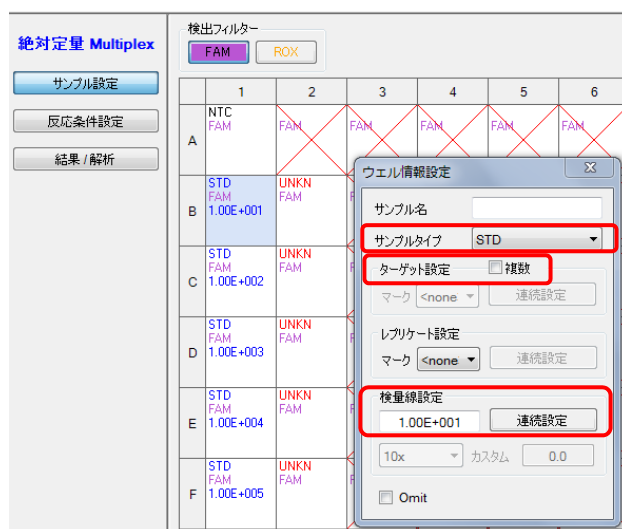 検出フィルター
絶対定量 Multiplex
FAM ROX
サンプル設定
反応条件設定
結果 / 解析
1 2 3 4 5 6
A
NTC
FAM FAM FAM FAM FAM FAM
B
STD UNKN
FAM FAM F
1.00E+001
C
STD UNKN
FAM FAM F
1.00E+002
D
STD UNKN
FAM FAM F
1.00E+003
E
STD UNKN
FAM FAM F
1.00E+004
F
STD UNKN
FAM FAM F
1.00E+005
ウェル情報設定
サンプル名
サンプルタイプ STD
ターゲット設定 複数
マーク <none 連続設定
レプリケート設定
マーク <none 連続設定
検量線設定
1.00E+001 連続設定
10x カスタム 0.0
Omit